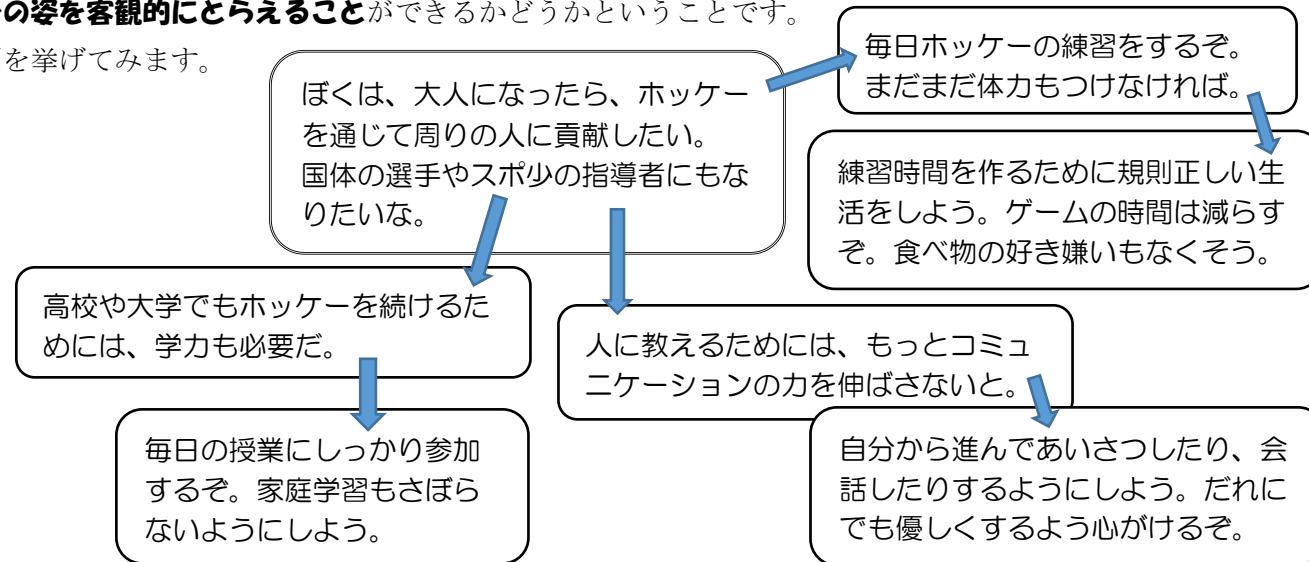 の姿を客観的にとらえることができるかどうかということです。
を挙げてみます。
ぼくは、大人になったら、ホッケー
を通じて周りの人に貢献したい。
国体の選手やスポ少の指導者にもな
りたいな。
毎日ホッケーの練習をするぞ。
まだまだ体力もつけなければ。
練習時間を作るために規則正しい生
活をしよう。ゲームの時間は減らす
ぞ。食べ物の好き嫌いもなくそう。
高校や大学でもホッケーを続けるた
めには、学力も必要だ。
毎日の授業にしっかり参加
するぞ。家庭学習もさぼら
ないようにしよう。
人に教えるためには、もっとコミュ
ニケーションの力を伸ばさないと。
自分から進んであいさつしたり、会
話したりするようにしよう。だれに
でも優しくするよう心がけるぞ。